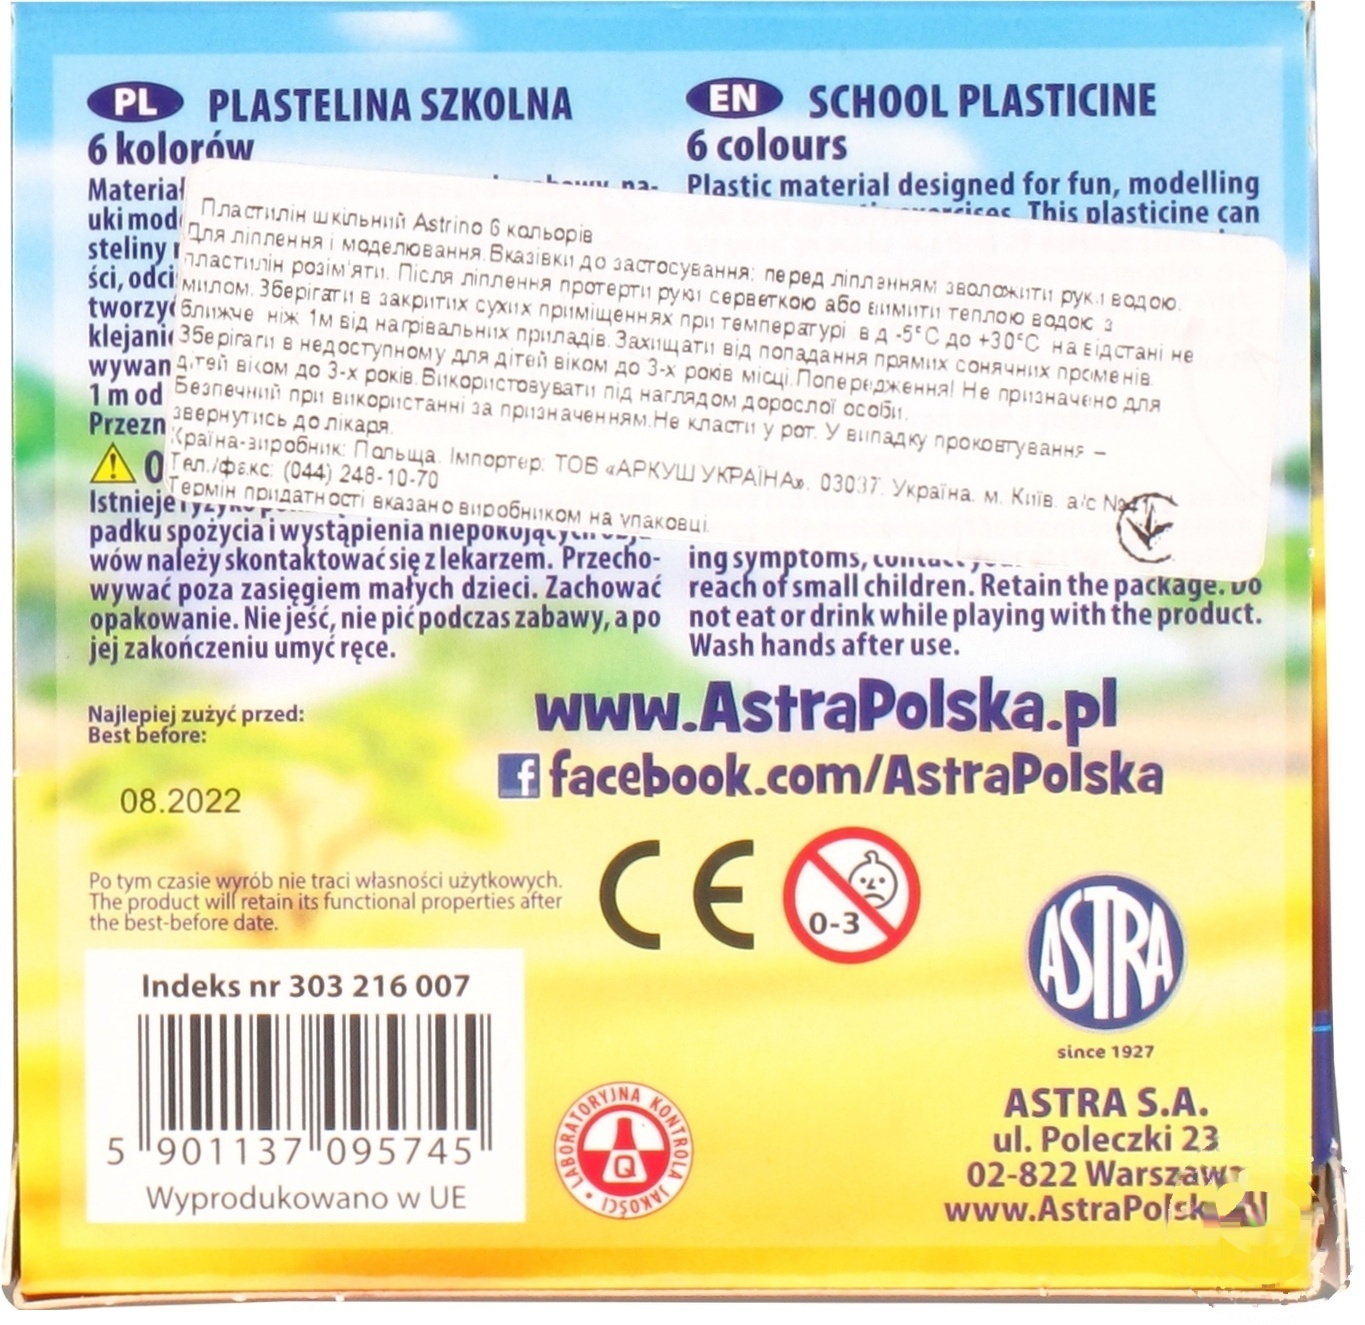 PL PLASTELINA SZKOLNA
6 kolorów
Materiał
uki mode
steliny
ści, odci
tworzy
klejani
wywan
1 m od
Przezn
Istnieje
padku spożycia i wystąpienia niepokojących
wów należy skontaktować się z lekarzem. Przecho-
wywać poza zasięgiem małych dzieci. Zachować
opakowanie. Nie jeść, nie pić podczas zabawy, a po
jej zakończeniu umyć ręce.
EN SCHOOL PLASTICINE
6 colours
Plastic material designed for fun, modelling
exercises. This plasticine can
ing symptoms, contact
reach of small children. Retain the package. Do
not eat or drink while playing with the product.
Wash hands after use.
Пластилін шкільний Astrino 6 кольорів
Для ліплення і моделювання. Вказівки до застосування: перед ліпленням зволожити руки водою,
пластилін розім'яти. Після ліплення протерти руки серветкою або вимити теплою водою з
милом. Зберігати в закритих сухих приміщеннях при температурі від -5°C до +30°C на відстані не
ближче ніж 1м від нагрівальних приладів. Захищати від попадання прямих сонячних променів.
Зберігати в недоступному для дітей віком до 3-х років місці. Попередження! Не призначено для
дітей віком до 3-х років. Використовувати під наглядом дорослої особи.
Безпечний при використанні за призначенням. Не класти у рот. У випадку проковтування –
звернутись до лікаря.
Країна-виробник: Польща. Імпортер: ТОВ «АРКУШ УКРАЇНА». 03037. Україна. м. Київ. а/с
Тел./факс: (044) 248-10-70
Термін придатності вказано виробником на упаковці.
www.AstraPolska.pl
facebook.com/AstraPolska
Najlepiej zużyć przed:
Best before:
08.2022
Po tym czasie wyrób nie traci własności użytkowych.
The product will retain its functional properties after
the best-before date.
CE
0-3
Indeks nr 303 216 007
5 901137 095745
Wyprodukowano w UE
LABORATORYJNA KONTROLA JAKOŚCI
Q
ASTRA
since 1927
ASTRA S.A.
ul. Poleczki 23
02-822 Warszawa
www.AstraPolska.pl